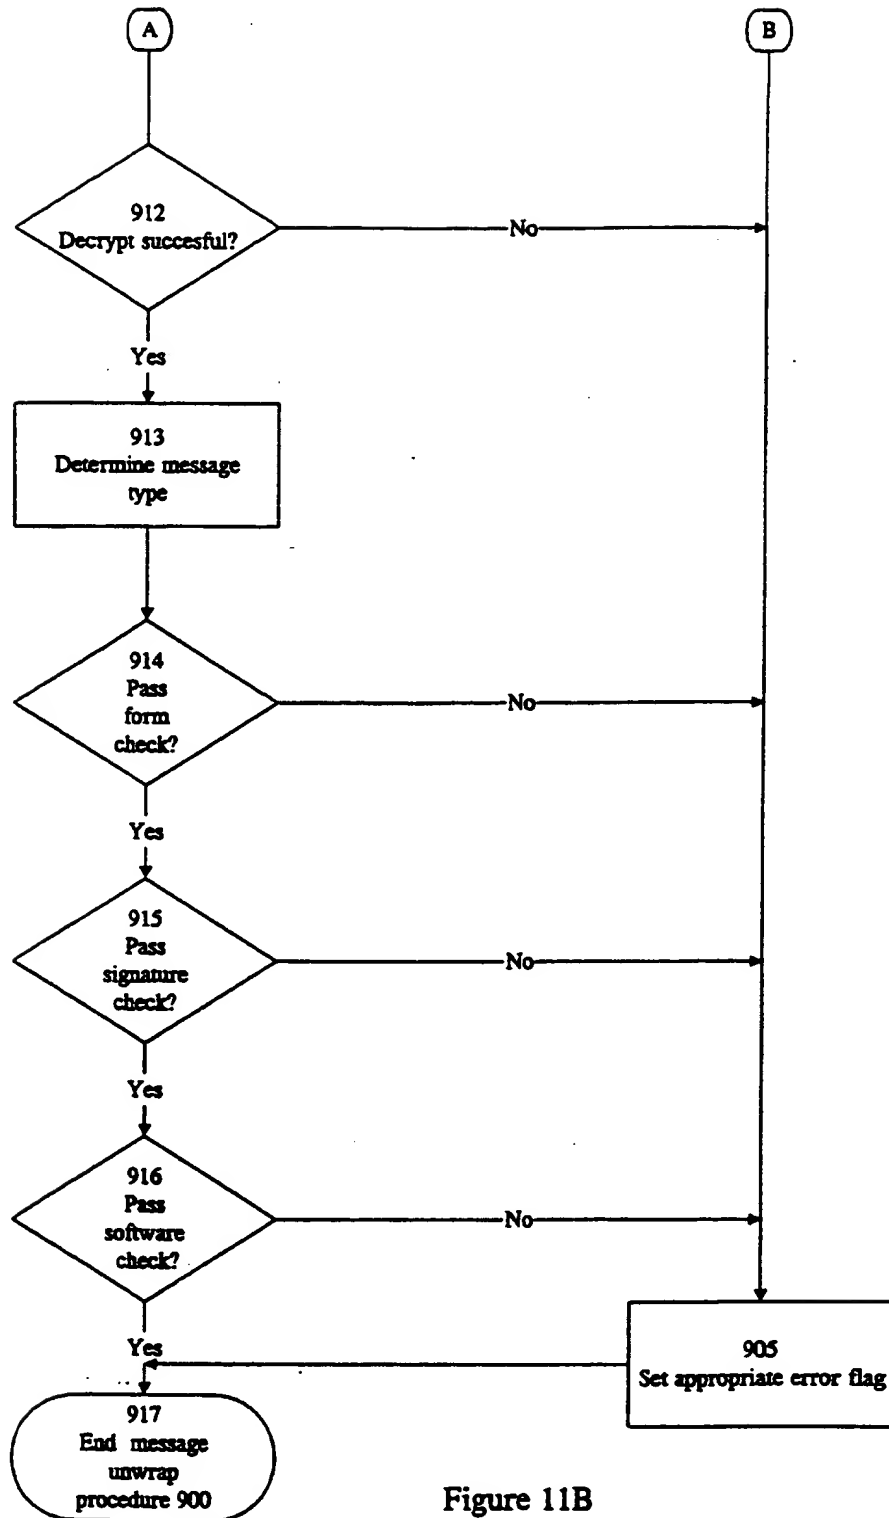 A
B
912
Decrypt succesful?
No
Yes
913
Determine message
type
914
Pass
form
check?
No
Yes
915
Pass
signature
check?
No
Yes
916
Pass
software
check?
No
Yes
905
Set appropriate error flag
917
End message
unwrap
procedure 900
Figure 11B